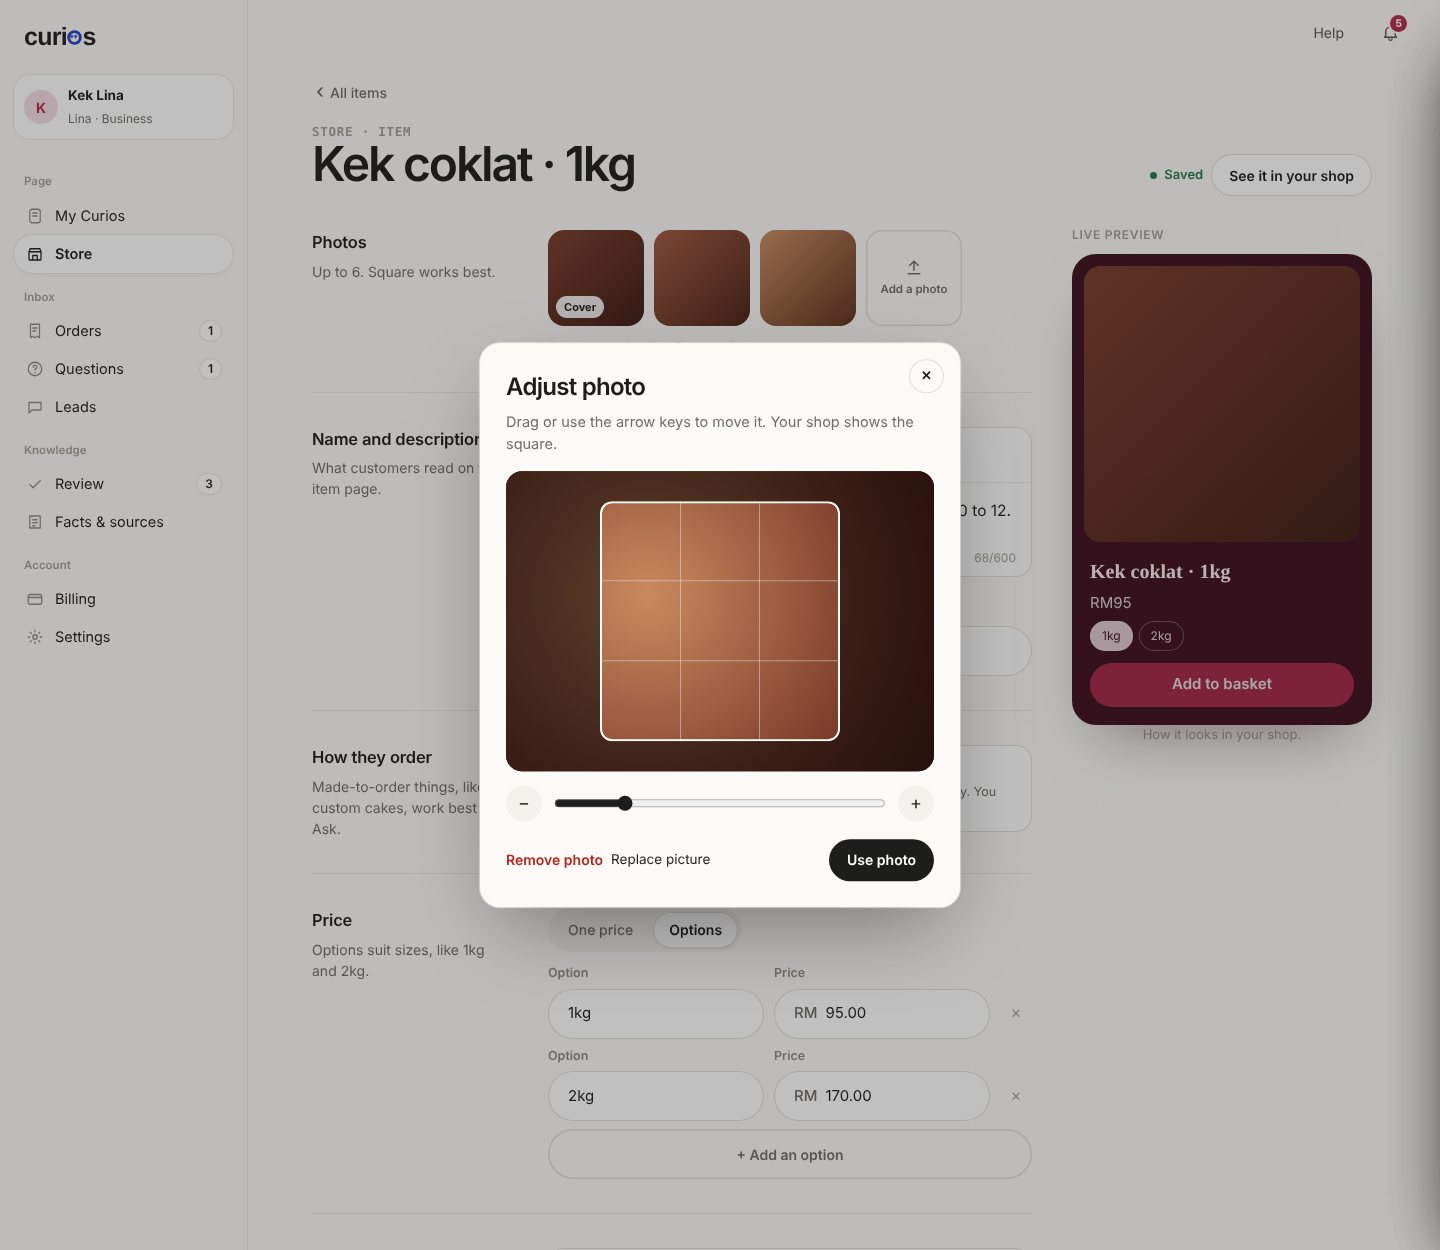 curios
Kek Lina
Lina · Business
K
Page
My Curios
Store
Inbox
Orders 1
Questions 1
Leads
Knowledge
Review 3
Facts & sources
Account
Billing
Settings
Help
5
All items
STORE · ITEM
Kek coklat · 1kg
Saved
See it in your shop
Photos
Up to 6. Square works best.
Cover
Add a photo
Name and description
What customers read on
item page.
0 to 12.
68/600
How they order
Made-to-order things, like
custom cakes, work best
Ask.
y. You
Price
Options suit sizes, like 1kg
and 2kg.
One price
Options
Option Price
1kg RM 95.00 ×
Option Price
2kg RM 170.00 ×
+ Add an option
Adjust photo
×
Drag or use the arrow keys to move it. Your shop shows the
square.
− +
Remove photo Replace picture
Use photo
LIVE PREVIEW
Kek coklat · 1kg
RM95
1kg 2kg
Add to basket
How it looks in your shop.